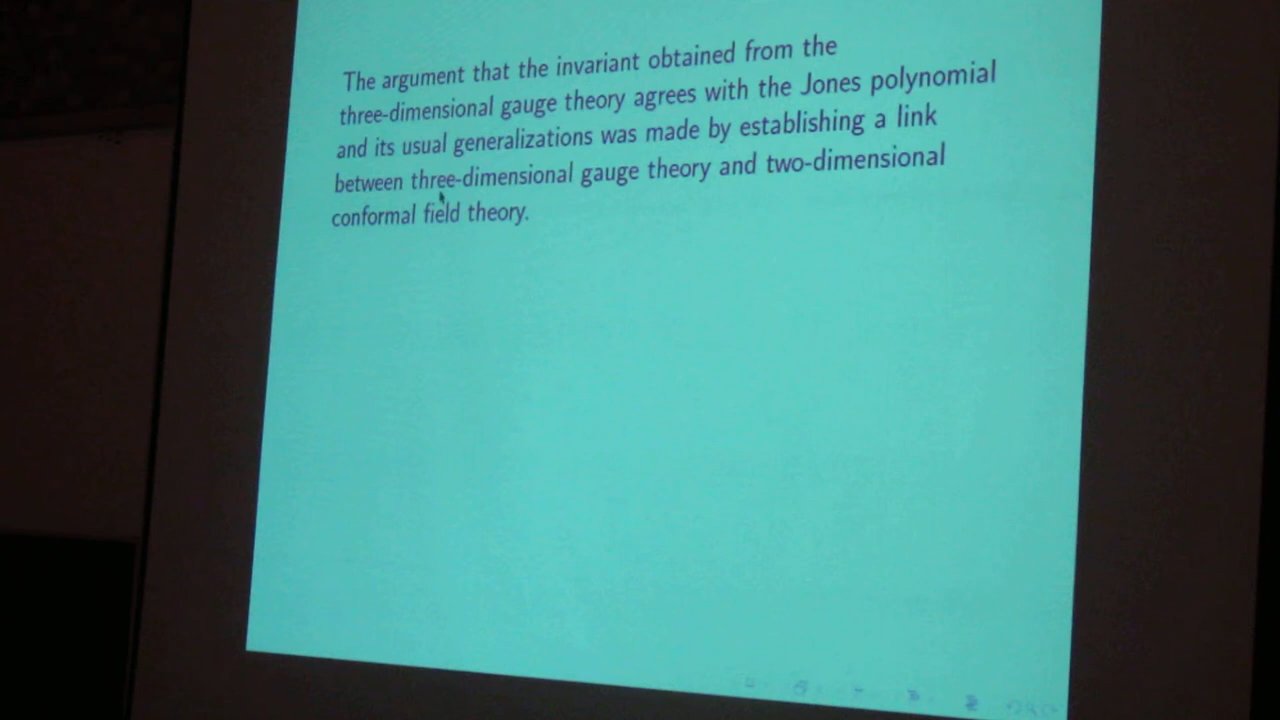 The argument that the invariant obtained from the
three-dimensional gauge theory agrees with the Jones polynomial
and its usual generalizations was made by establishing a link
between three-dimensional gauge theory and two-dimensional
conformal field theory.